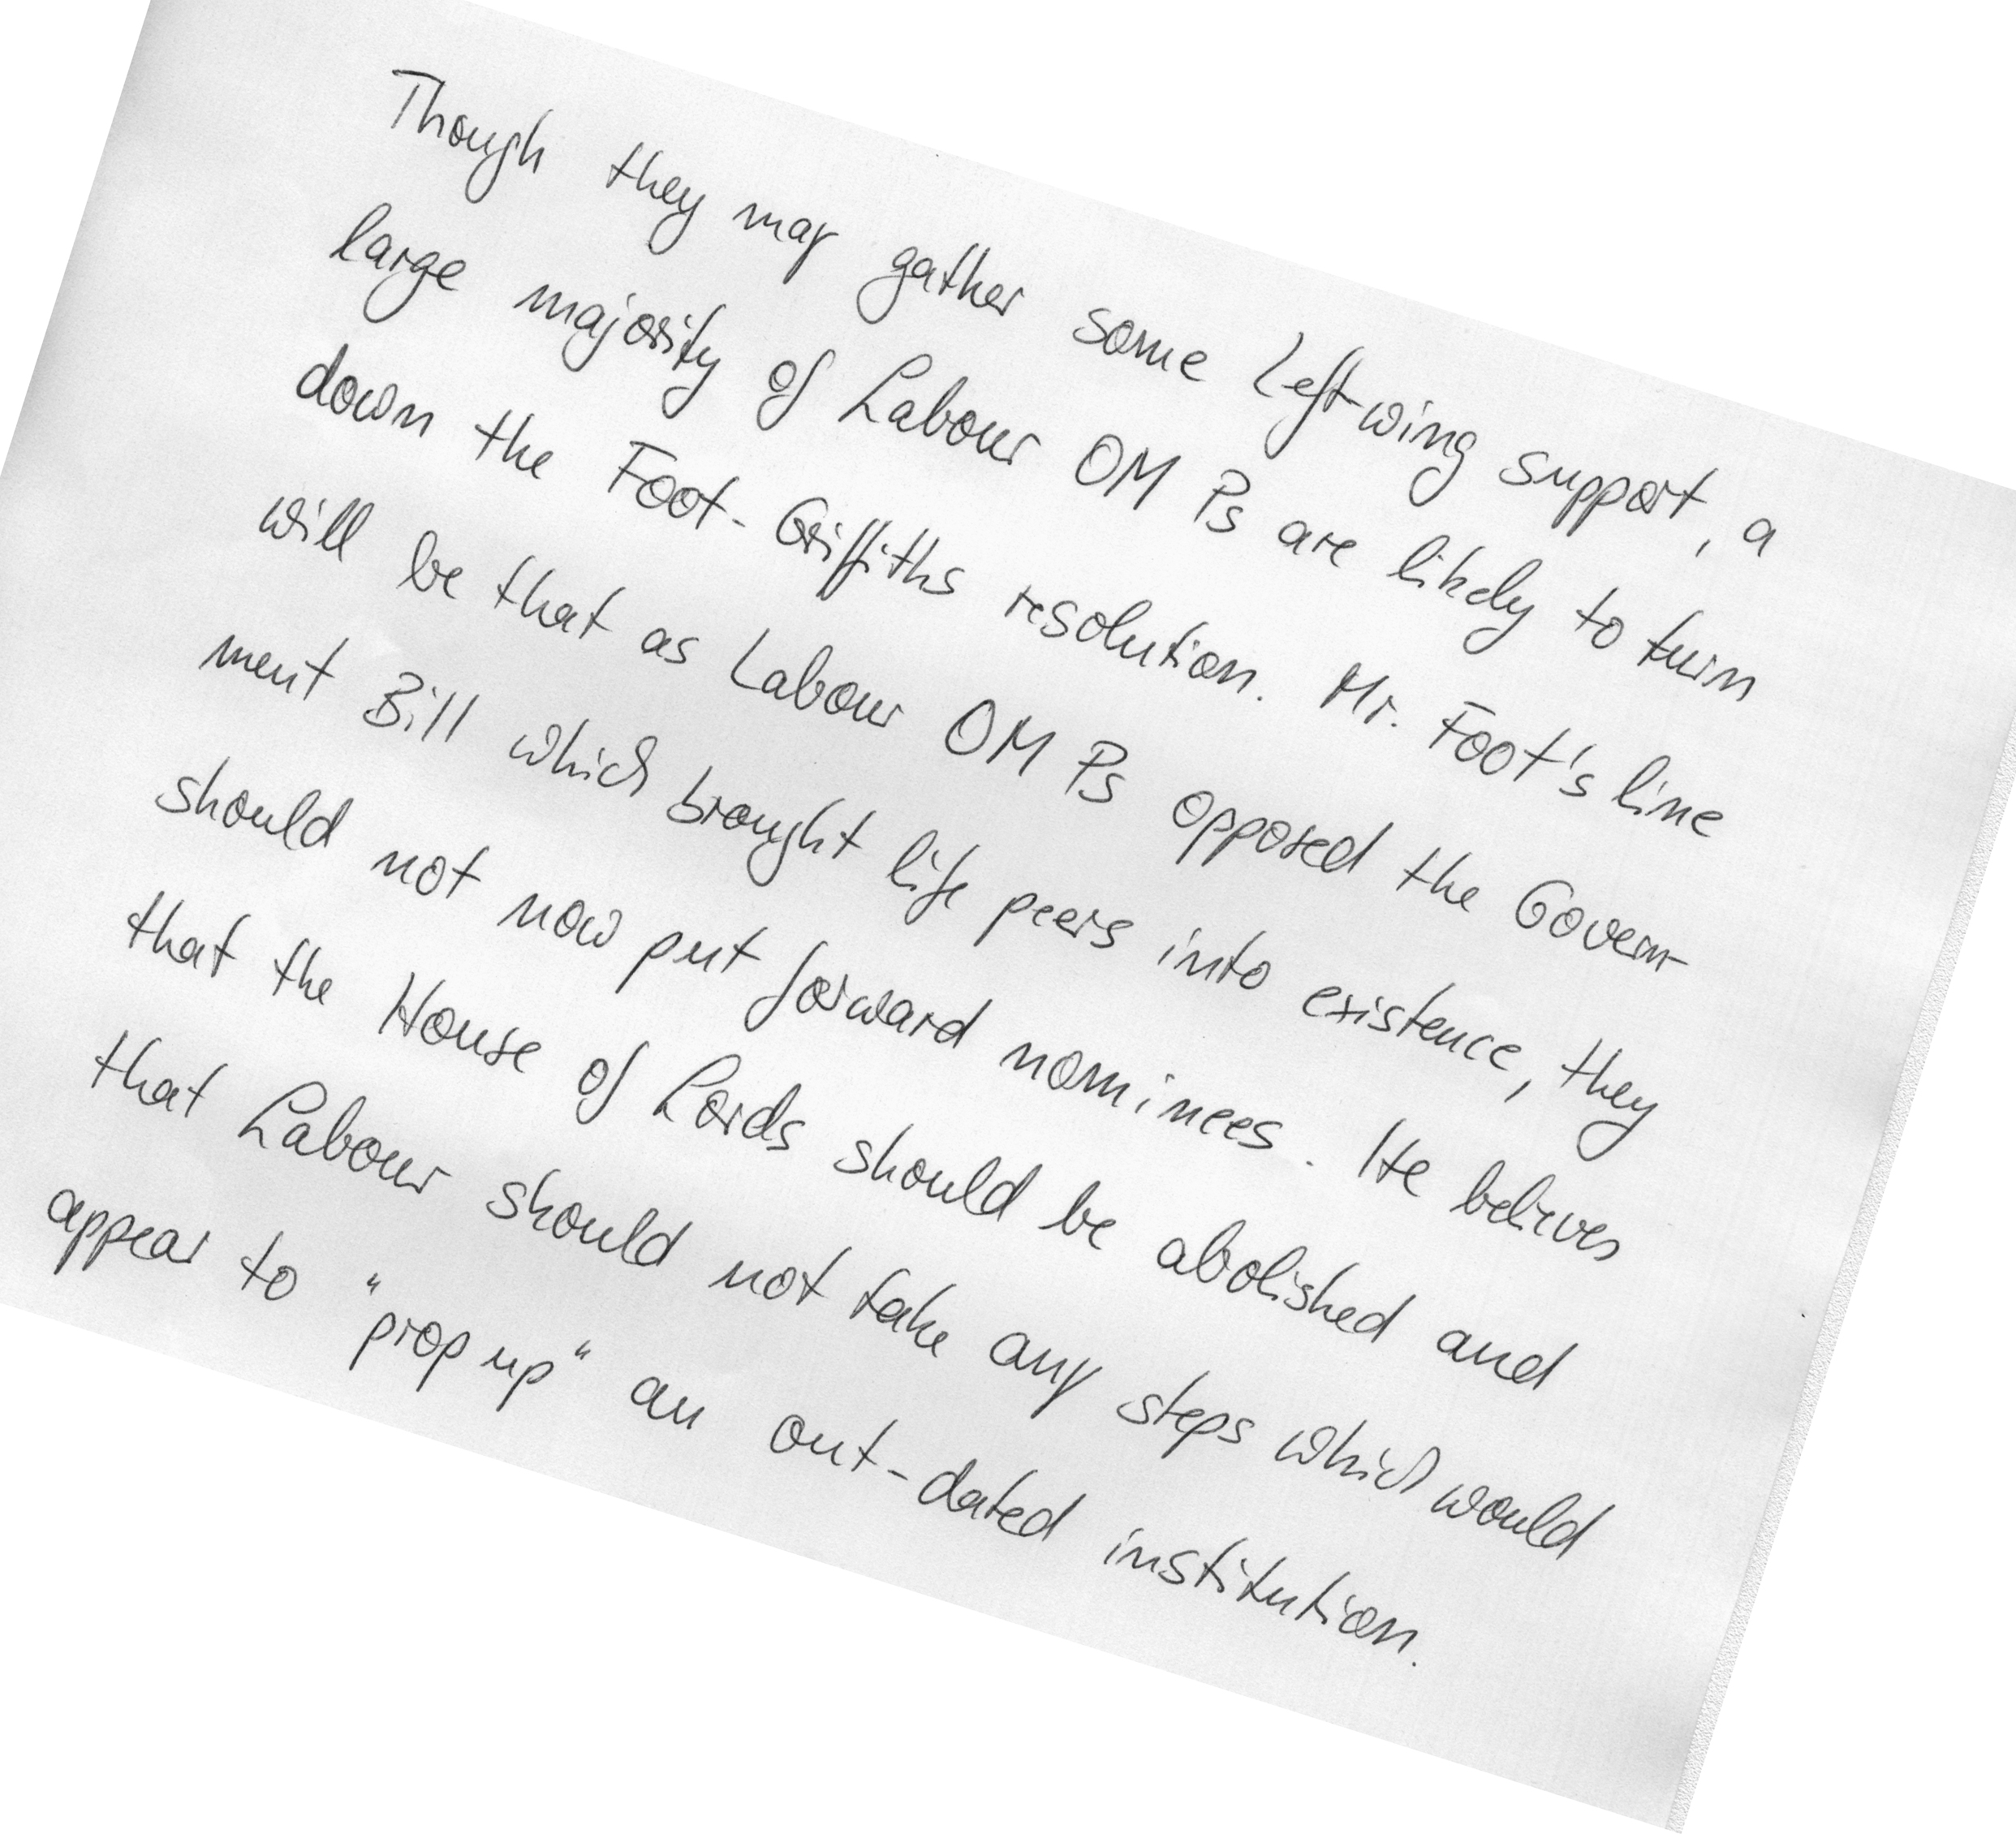 Though they may gather some Left-wing support, a
large majority of Labour OM Ps are likely to turn
down the Foot-Griffiths resolution. Mr. Foot's line
will be that as Labour OM Ps opposed the Govern-
ment Bill which brought life peers into existence, they
should not now put forward nominees. He believes
that the House of Lords should be abolished and
that Labour should not take any steps which would
appear to "prop up" an out-dated institution.